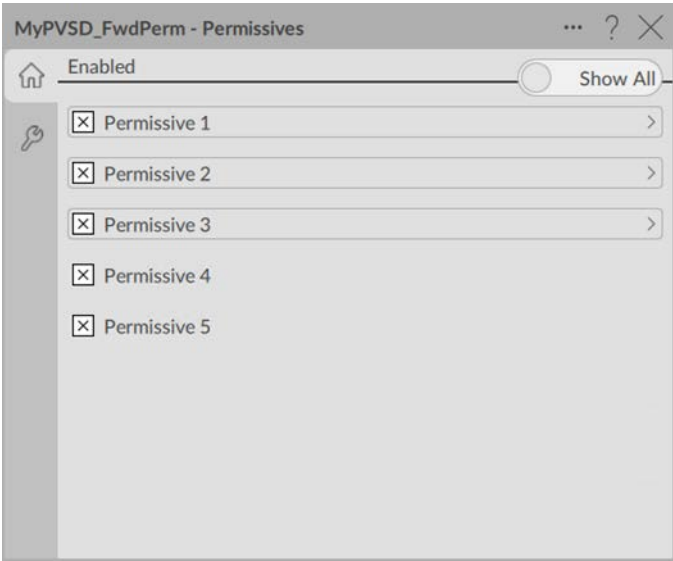 MyPVSD_FwdPerm - Permissives ... ?
Enabled
Show All
Permissive 1
Permissive 2
Permissive 3
Permissive 4
Permissive 5